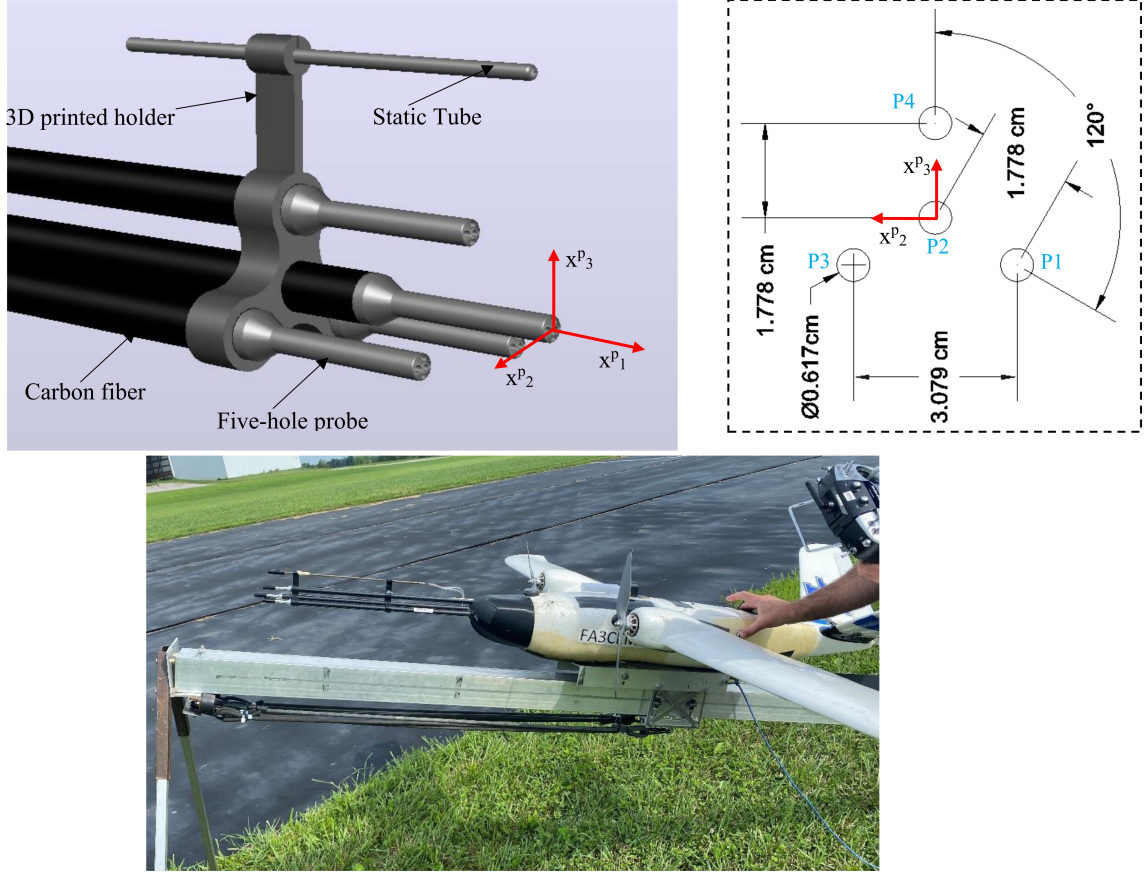 3D printed holder
Static Tube
Carbon fiber
Five-hole probe
x^p_3
x^p_1
x^p_2
P4
120°
1.778 cm
x^p_3
x^p_2
P2
P3
P1
1.778 cm
Ø0.617cm
3.079 cm